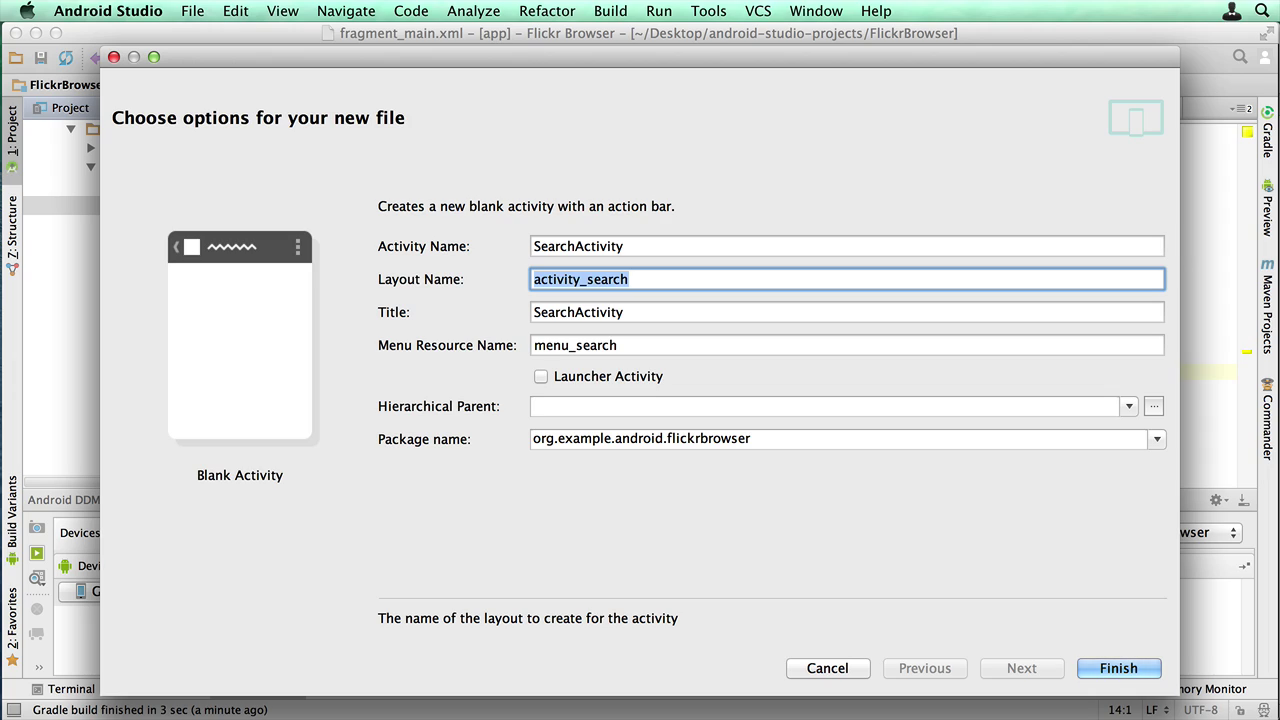 Android Studio File Edit View Navigate Code Analyze Refactor Build Run Tools VCS Window Help
fragment_main.xml - [app] - Flickr Browser - [~/Desktop/android-studio-projects/FlickrBrowser]
FlickrBrowse
Project
2
1: Project
Z: Structure
Build Variants
2: Favorites
Choose options for your new file
Creates a new blank activity with an action bar.
Activity Name: SearchActivity
Layout Name: activity_search
Title: SearchActivity
Menu Resource Name: menu_search
Launcher Activity
Hierarchical Parent:
...
Package name: org.example.android.flickrbrowser
Blank Activity
The name of the layout to create for the activity
Cancel Previous Next Finish
Gradle
Preview
m
Maven Projects
Commander
Android DDM
Devices
wser
Devi
G
>>
Terminal
mory Monitor
Gradle build finished in 3 sec (a minute ago)
14:1 LF UTF-8